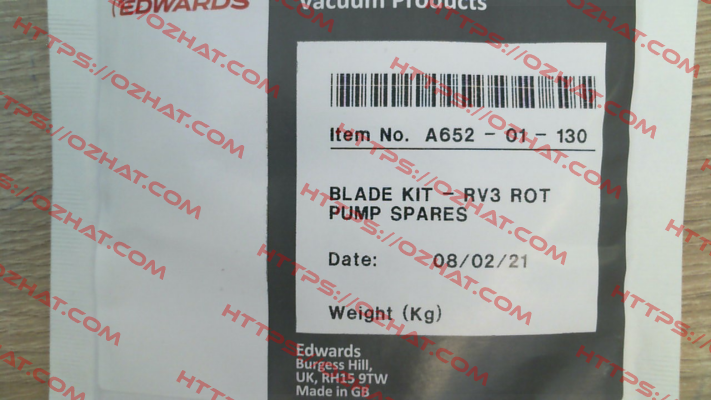 EDWARDS
Vacuum Products
Item No. A652 - 01 - 130
BLADE KIT - RV3 ROT
PUMP SPARES
Date: 08/02/21
Weight (Kg)
Edwards
Burgess Hill,
UK, RH15 9TW
Made in GB
HTTPS://OZHAT.COM